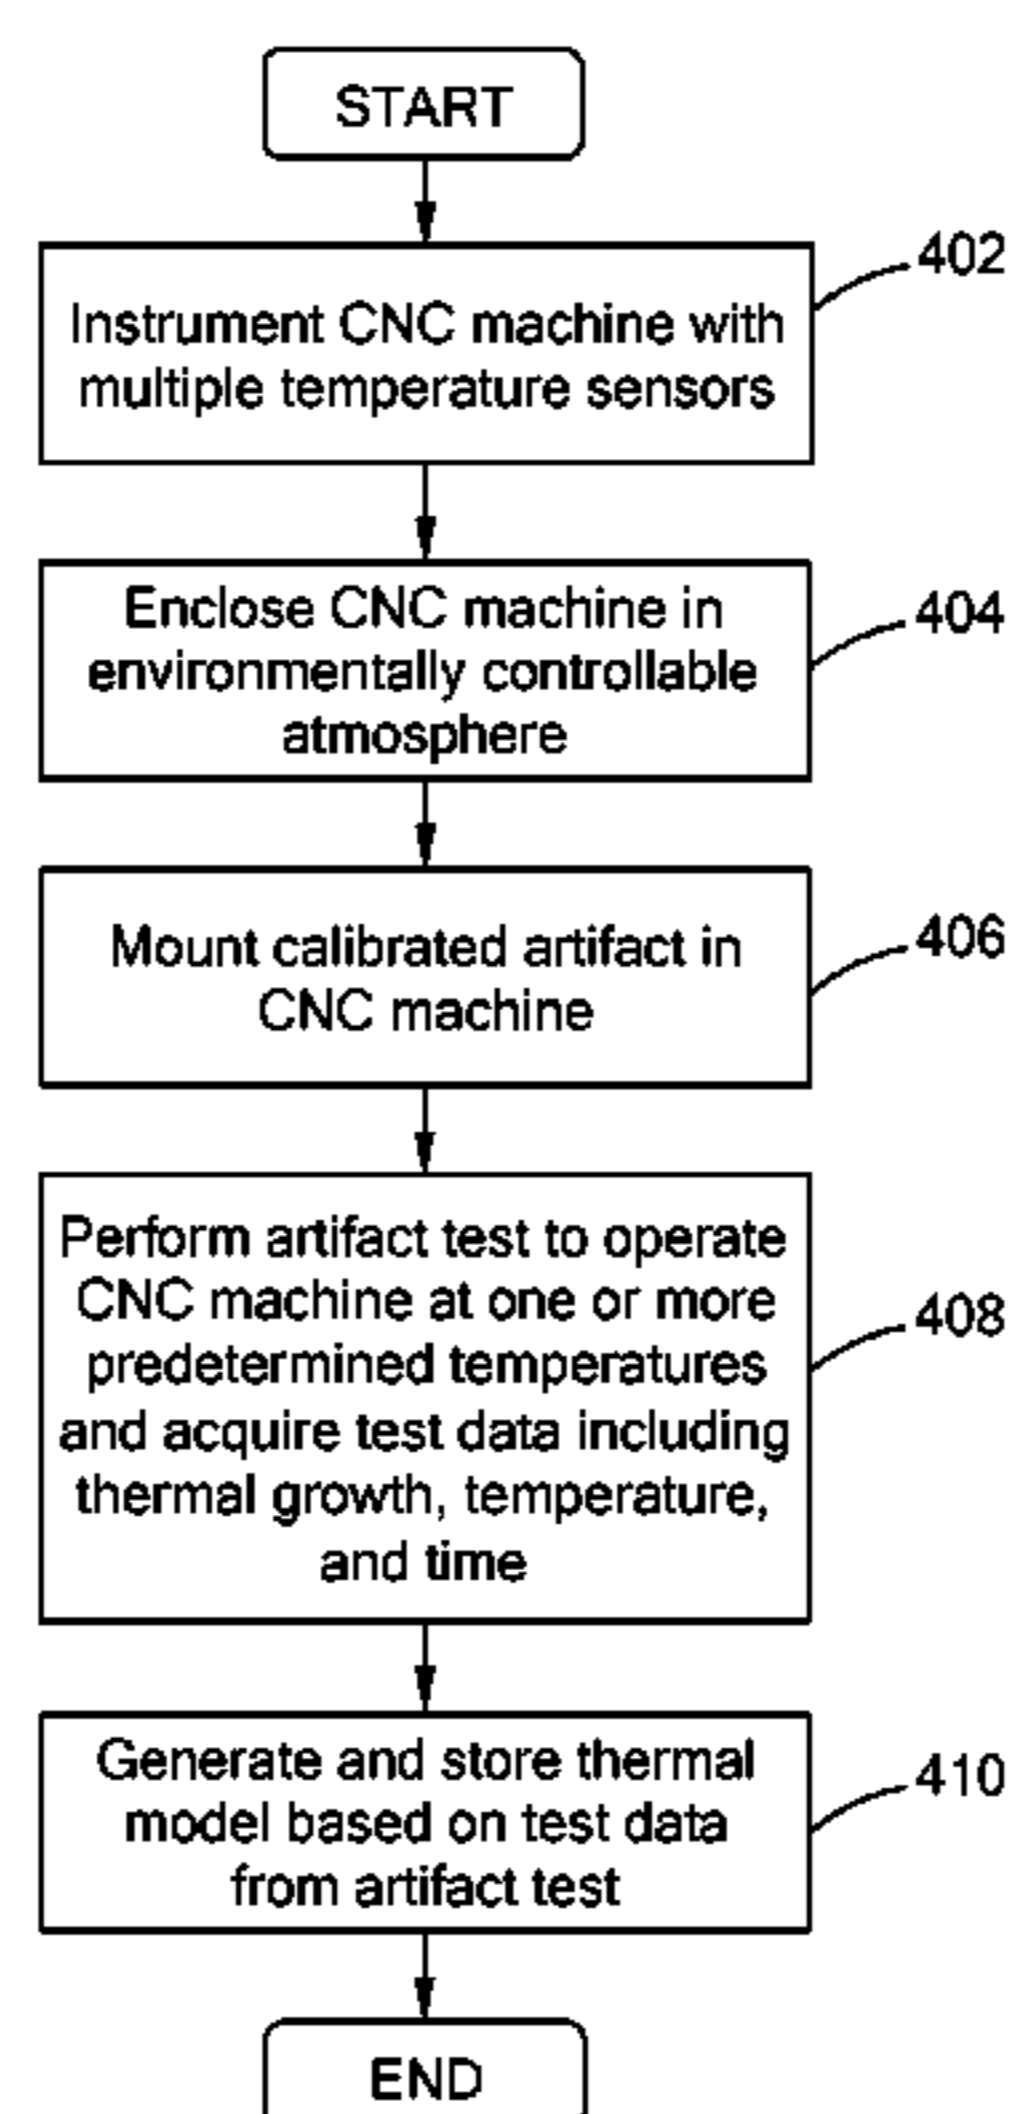 START
402
Instrument CNC machine with
multiple temperature sensors
Enclose CNC machine in
environmentally controllable
atmosphere
404
Mount calibrated artifact in
CNC machine
406
Perform artifact test to operate
CNC machine at one or more
predetermined temperatures
and acquire test data including
thermal growth, temperature,
and time
408
Generate and store thermal
model based on test data
from artifact test
410
END